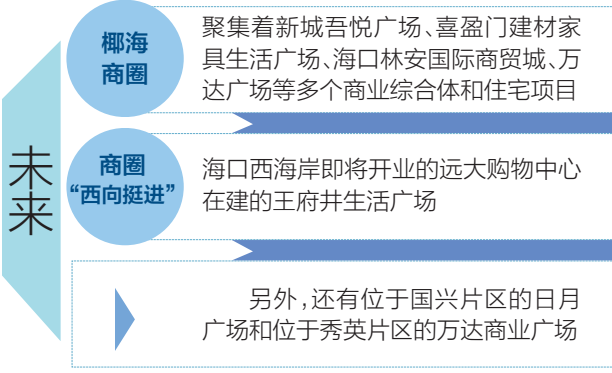 未来
椰海
商圈
聚集着新城吾悦广场、喜盈门建材家
具生活广场、海口林安国际商贸城、万
达广场等多个商业综合体和住宅项目
商圈
“西向挺进”
海口西海岸即将开业的远大购物中心
在建的王府井生活广场
另外，还有位于国兴片区的日月
广场和位于秀英片区的万达商业广场